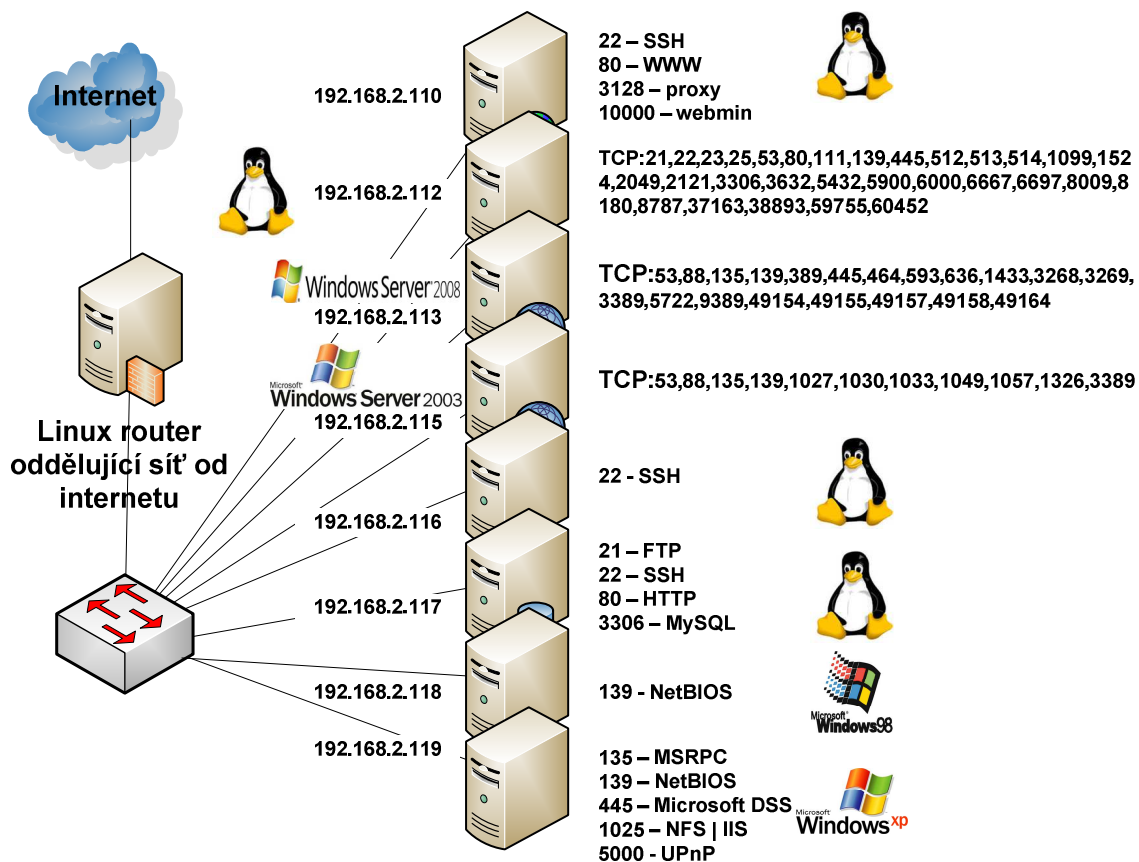 Internet
192.168.2.110
22 – SSH
80 – WWW
3128 – proxy
10000 – webmin
192.168.2.112
TCP:21,22,23,25,53,80,111,139,445,512,513,514,1099,152
4,2049,2121,3306,3632,5432,5900,6000,6667,6697,8009,8
180,8787,37163,38893,59755,60452
Windows Server 2008
192.168.2.113
TCP:53,88,135,139,389,445,464,593,636,1433,3268,3269,
3389,5722,9389,49154,49155,49157,49158,49164
Microsoft
Windows Server 2003
192.168.2.115
TCP:53,88,135,139,1027,1030,1033,1049,1057,1326,3389
Linux router
oddělující síť od
internetu
192.168.2.116
22 - SSH
192.168.2.117
21 – FTP
22 – SSH
80 – HTTP
3306 – MySQL
192.168.2.118
139 - NetBIOS
Microsoft
Windows98
192.168.2.119
135 – MSRPC
139 – NetBIOS
445 – Microsoft DSS
1025 – NFS | IIS
5000 - UPnP
Microsoft
Windows xp